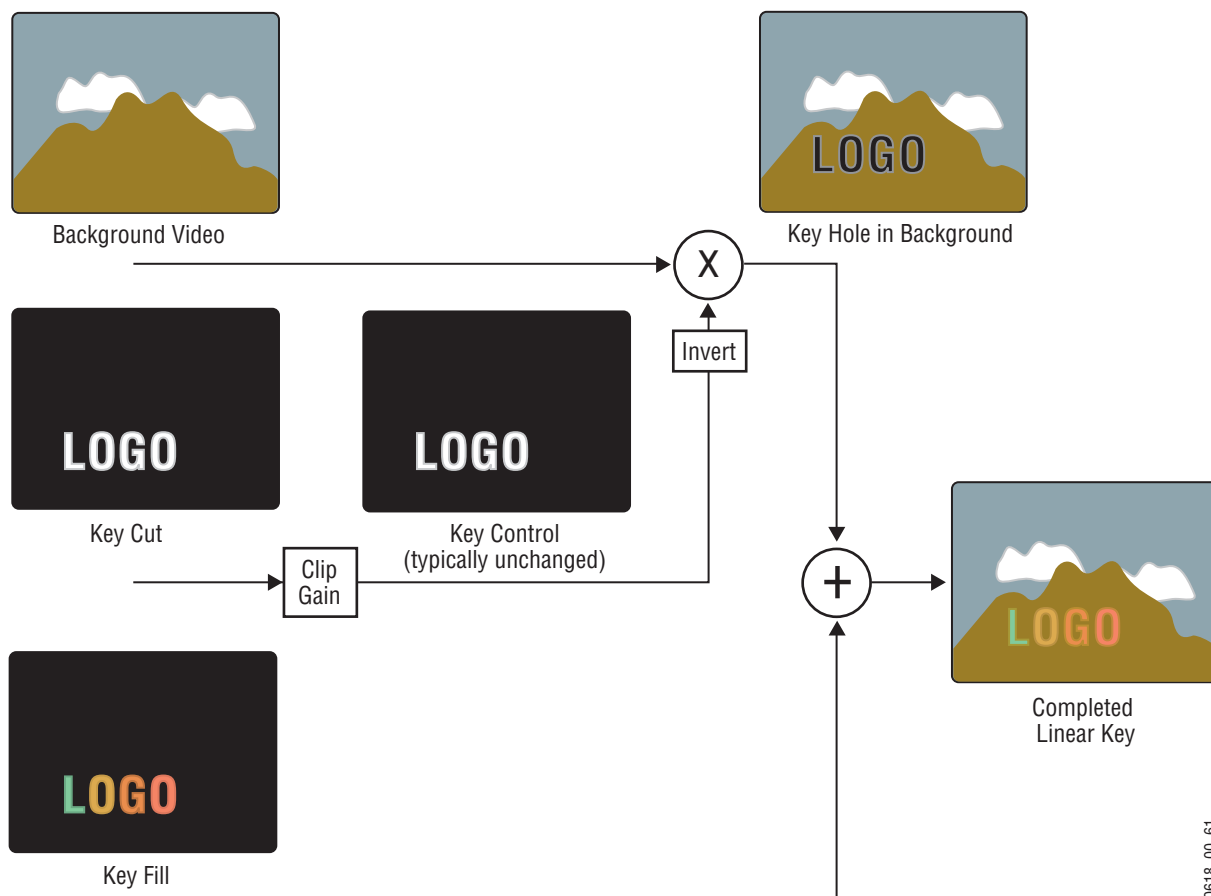 LOGO
Background Video
Key Hole in Background
X
Invert
LOGO
LOGO
Key Cut
Key Control
(typically unchanged)
Clip
Gain
+
LOGO
Completed
Linear Key
LOGO
Key Fill